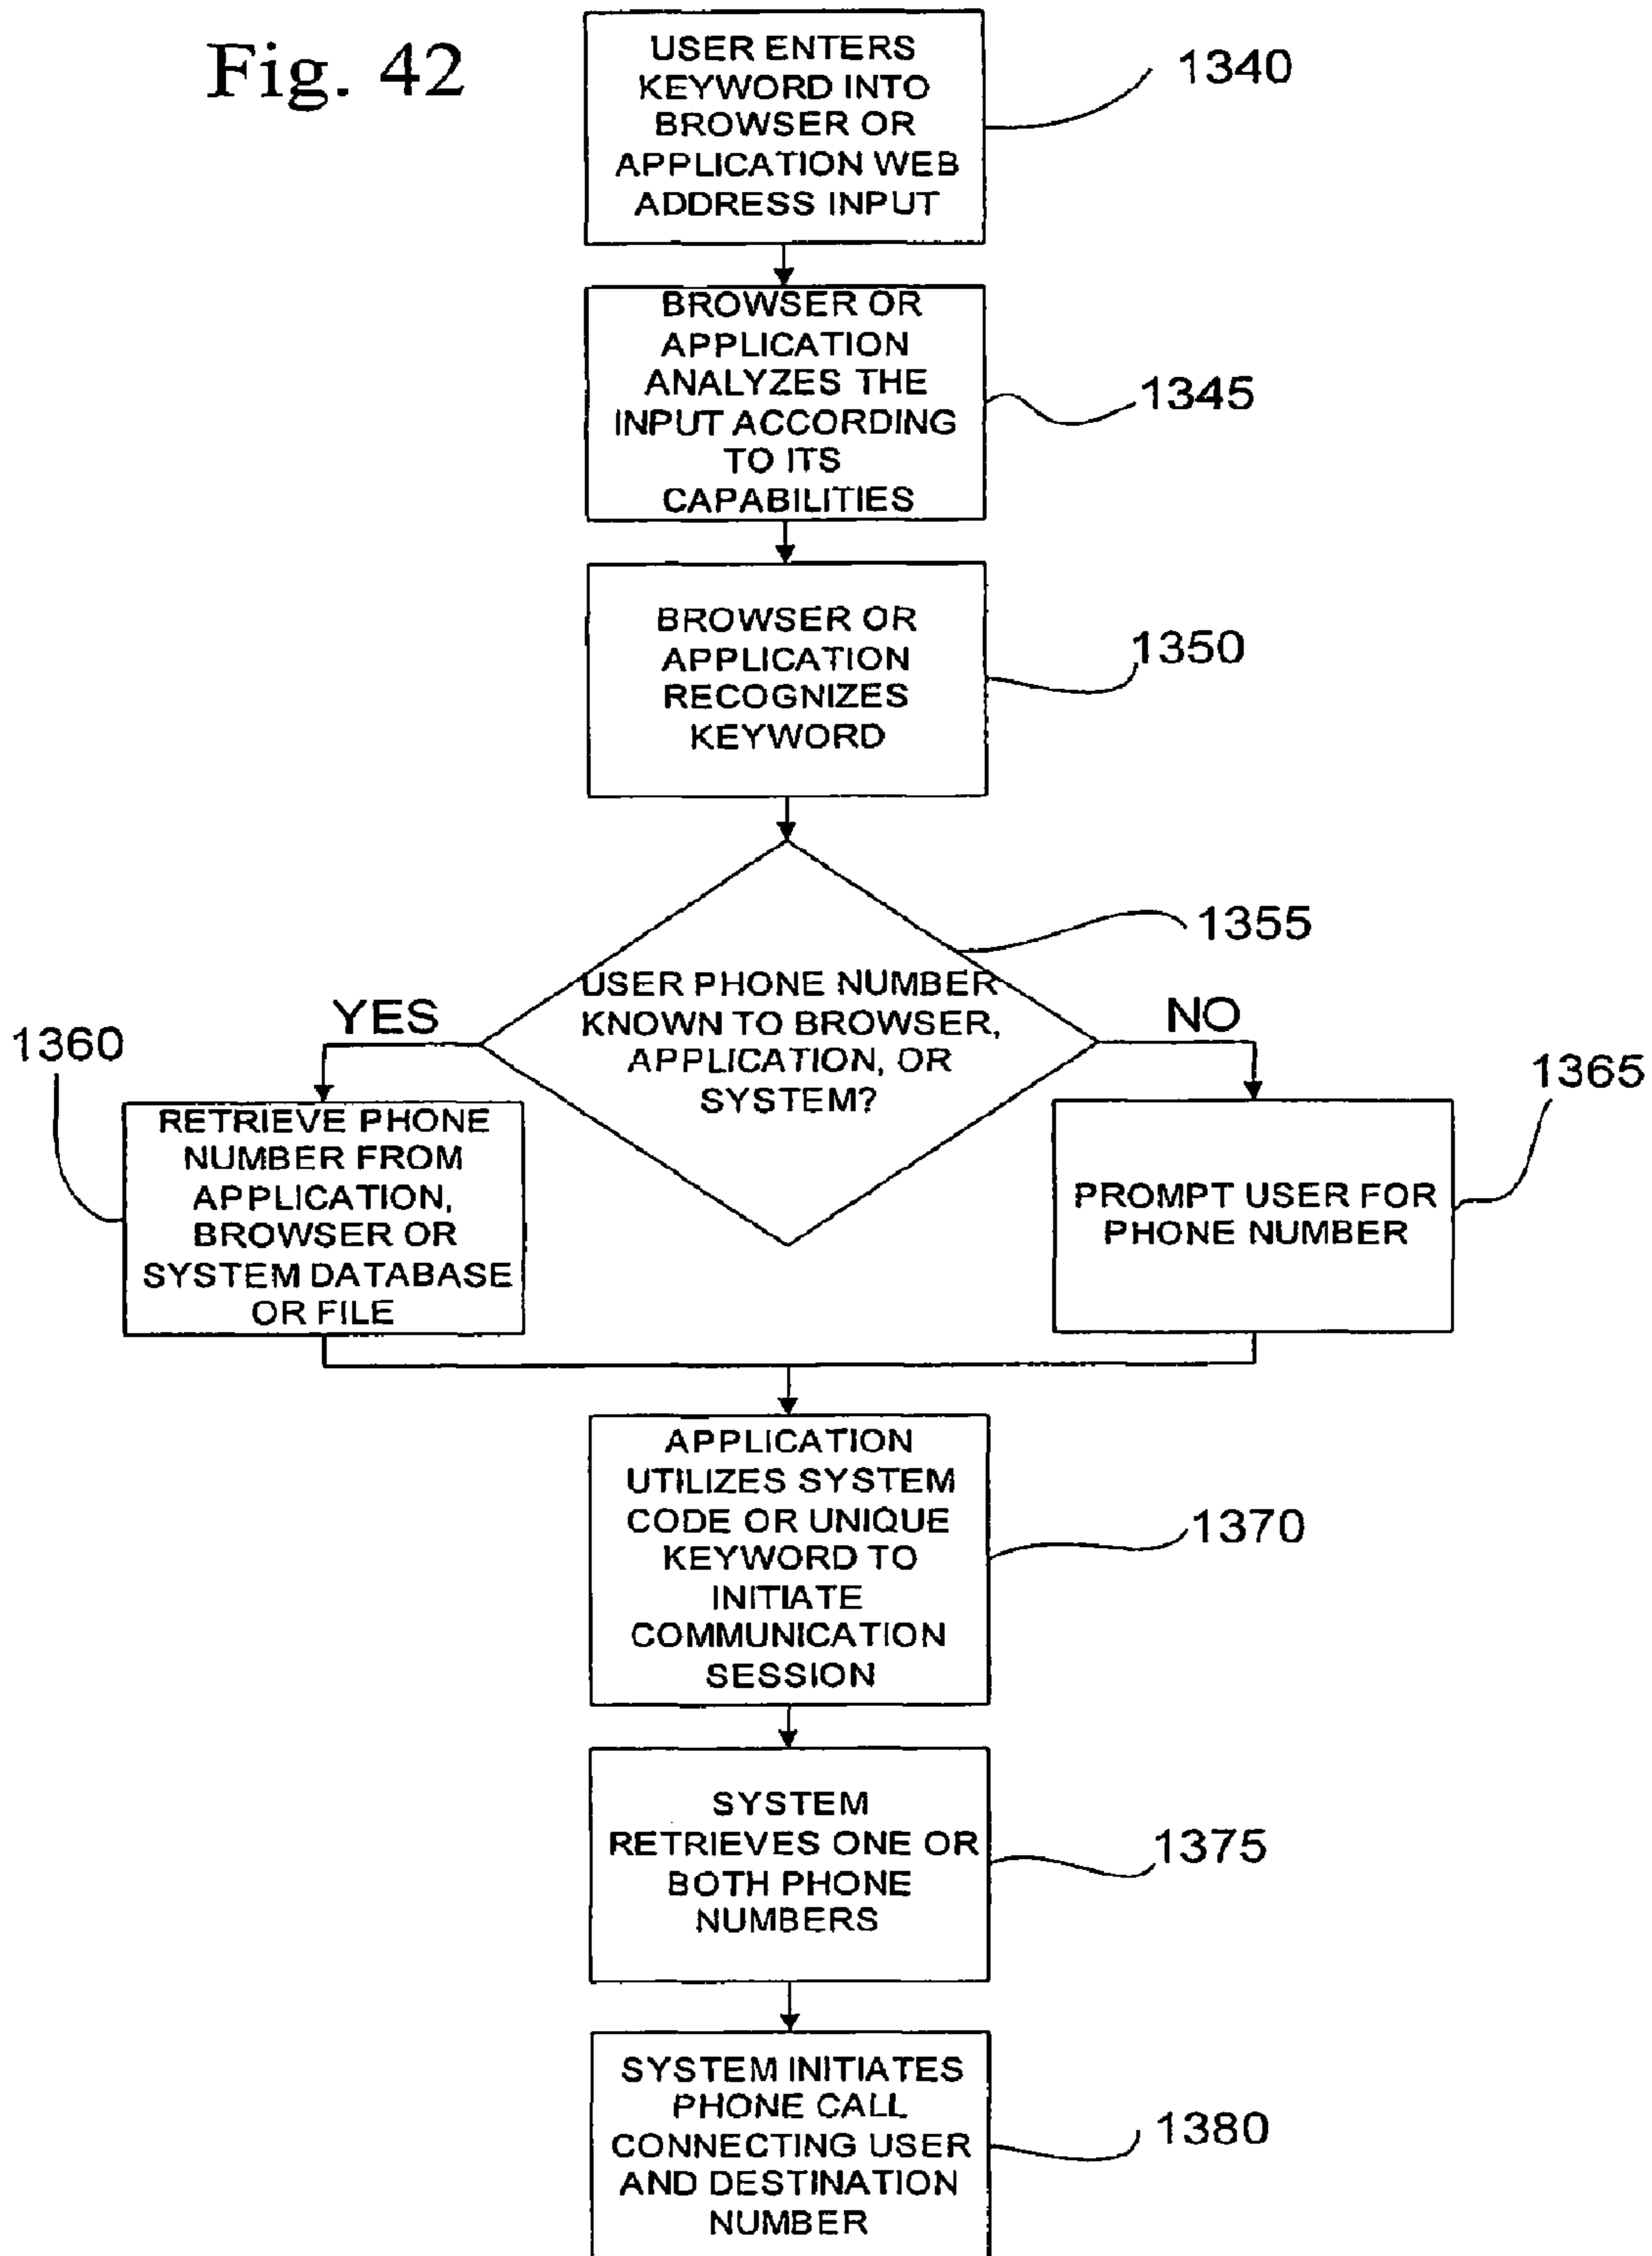 Fig. 42
USER ENTERS
KEYWORD INTO
BROWSER OR
APPLICATION WEB
ADDRESS INPUT
1340
BROWSER OR
APPLICATION
ANALYZES THE
INPUT ACCORDING
TO ITS
CAPABILITIES
1345
BROWSER OR
APPLICATION
RECOGNIZES
KEYWORD
1350
USER PHONE NUMBER
KNOWN TO BROWSER,
APPLICATION, OR
SYSTEM?
1355
YES
NO
1360
RETRIEVE PHONE
NUMBER FROM
APPLICATION,
BROWSER OR
SYSTEM DATABASE
OR FILE
1365
PROMPT USER FOR
PHONE NUMBER
APPLICATION
UTILIZES SYSTEM
CODE OR UNIQUE
KEYWORD TO
INITIATE
COMMUNICATION
SESSION
1370
SYSTEM
RETRIEVES ONE OR
BOTH PHONE
NUMBERS
1375
SYSTEM INITIATES
PHONE CALL
CONNECTING USER
AND DESTINATION
NUMBER
1380